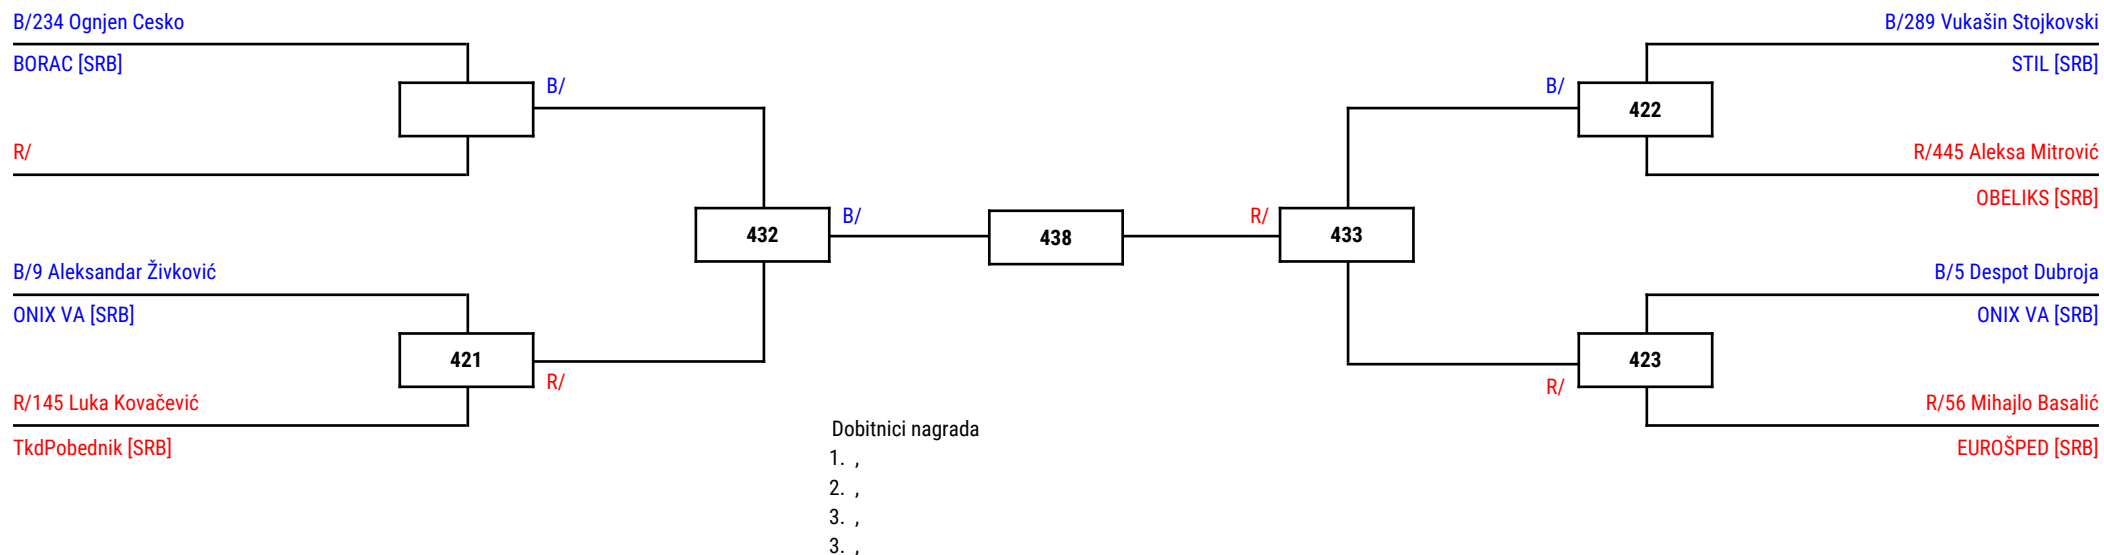 B/234 Ognjen Cesko
BORAC [SRB]
R/
B/
B/9 Aleksandar Živković
ONIX VA [SRB]
421
R/145 Luka Kovačević
TkdPobednik [SRB]
R/
432
B/
438
R/
433
B/289 Vukašin Stojkovski
STIL [SRB]
B/
422
R/445 Aleksa Mitrović
OBELIKS [SRB]
B/5 Despot Dubroja
ONIX VA [SRB]
423
R/
R/56 Mihajlo Basalić
EUROŠPED [SRB]
Dobitnici nagrada
1. ,
2. ,
3. ,
3. ,